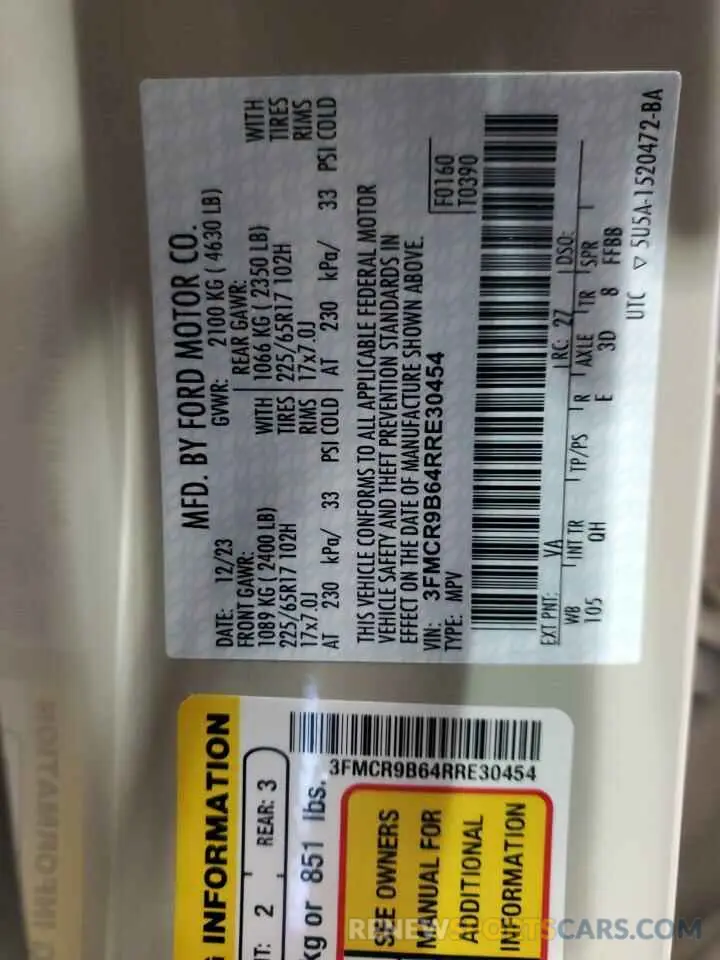 MFD. BY FORD MOTOR CO.
DATE: 12/23 GVWR: 2100 KG ( 4630 LB)
FRONT GAWR: REAR GAWR:
1089 KG ( 2400 LB) WITH 1066 KG ( 2350 LB) WITH
225/65R17 102H TIRES 225/65R17 102H TIRES
17x7.0J RIMS 17x7.0J RIMS
AT 230 kPa/ 33 PSI COLD AT 230 kPa/ 33 PSI COLD
THIS VEHICLE CONFORMS TO ALL APPLICABLE FEDERAL MOTOR
VEHICLE SAFETY AND THEFT PREVENTION STANDARDS IN
EFFECT ON THE DATE OF MANUFACTURE SHOWN ABOVE.
VIN: 3FMCR9B64RRE30454 F0160
TYPE: MPV T0390
EXT PNT: YA RC: 27 DSO:
WB INT TR TP/PS R AXLE TR SPR
105 QH E 3D 8 FFBB
UTC ▽ 5U5A-1520472-BA
G INFORMATION
2 REAR: 3
kg or 851 lbs.
3FMCR9B64RRE30454
SEE OWNERS
MANUAL FOR
ADDITIONAL
INFORMATION
RENEWSPORTSCARS.COM